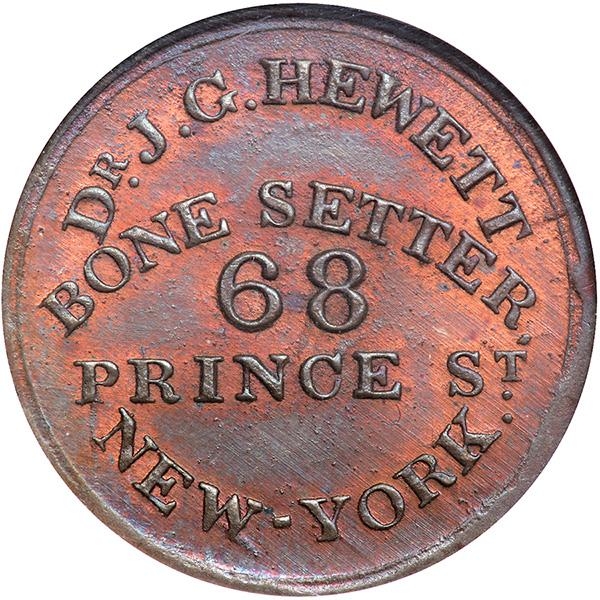 DR. J. G. HEWETT
BONE SETTER,
68
PRINCE ST.
NEW-YORK.